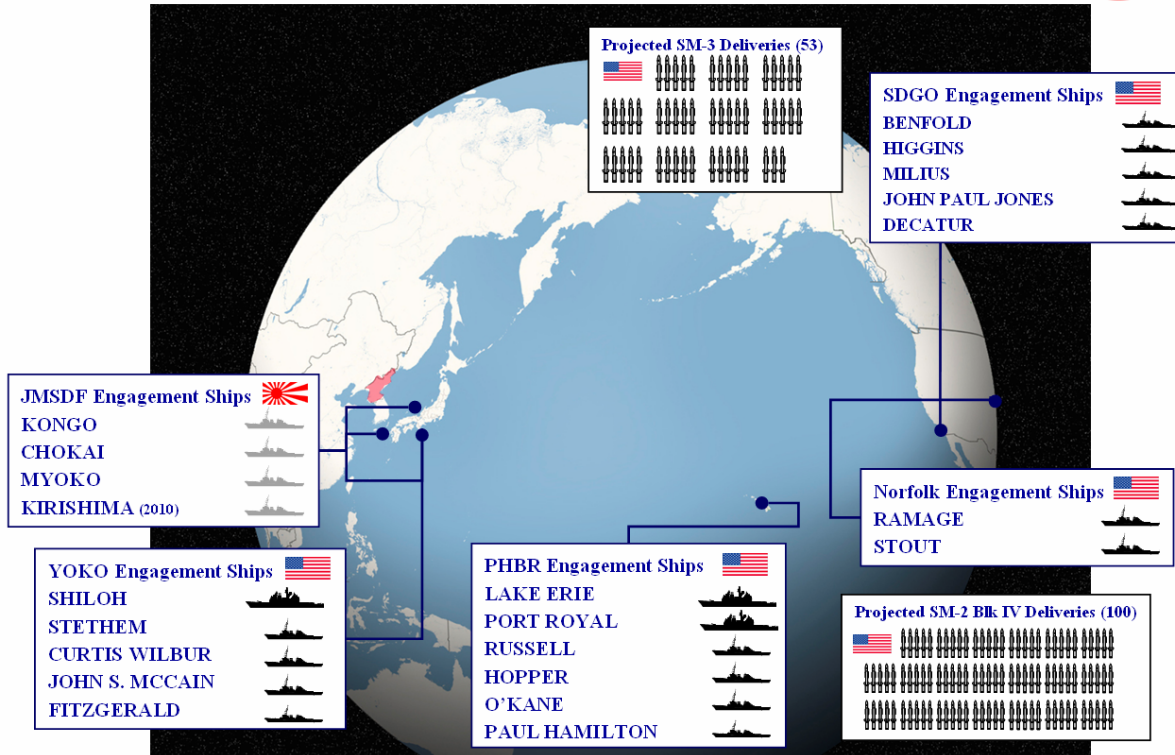 Projected SM-3 Deliveries (53)
SDGO Engagement Ships
BENFOLD
HIGGINS
MILIUS
JOHN PAUL JONES
DECATUR
JMSDF Engagement Ships
KONGO
CHOKAI
MYOKO
KIRISHIMA (2010)
YOKO Engagement Ships
SHILOH
STETHEM
CURTIS WILBUR
JOHN S. MCCAIN
FITZGERALD
PHBR Engagement Ships
LAKE ERIE
PORT ROYAL
RUSSELL
HOPPER
O'KANE
PAUL HAMILTON
Norfolk Engagement Ships
RAMAGE
STOUT
Projected SM-2 Blk IV Deliveries (100)